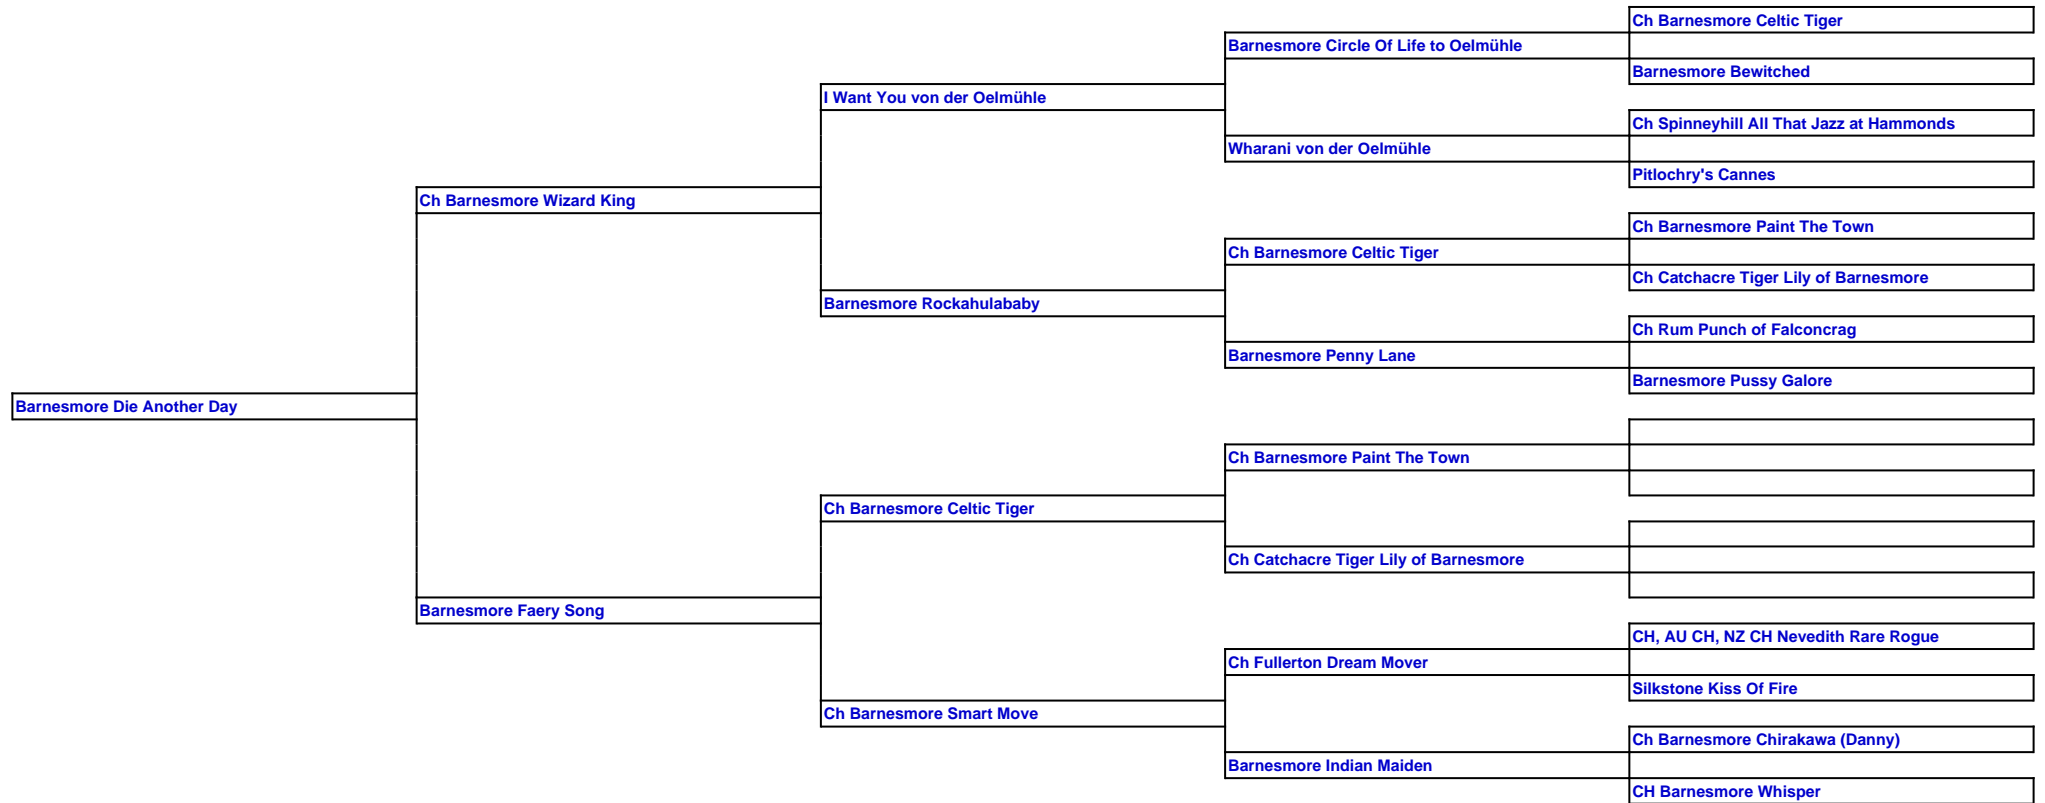 Ch Barnesmore Celtic Tiger
Barnesmore Circle Of Life to Oelmühle
Barnesmore Bewitched
I Want You von der Oelmühle
Ch Spinneyhill All That Jazz at Hammonds
Wharani von der Oelmühle
Pitlochry's Cannes
Ch Barnesmore Wizard King
Ch Barnesmore Paint The Town
Ch Barnesmore Celtic Tiger
Ch Catchacre Tiger Lily of Barnesmore
Barnesmore Rockahulababy
Ch Rum Punch of Falconcrag
Barnesmore Penny Lane
Barnesmore Pussy Galore
Barnesmore Die Another Day
Ch Barnesmore Paint The Town
Ch Barnesmore Celtic Tiger
Ch Catchacre Tiger Lily of Barnesmore
Barnesmore Faery Song
CH, AU CH, NZ CH Nevedith Rare Rogue
Ch Fullerton Dream Mover
Silkstone Kiss Of Fire
Ch Barnesmore Smart Move
Ch Barnesmore Chirakawa (Danny)
Barnesmore Indian Maiden
CH Barnesmore Whisper